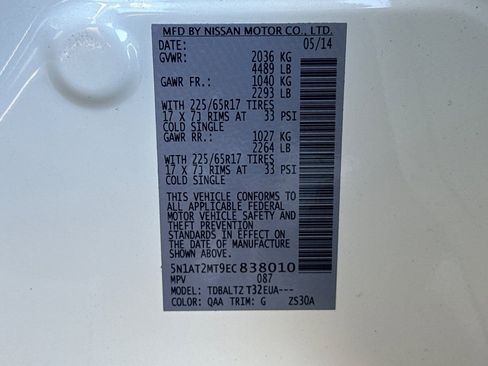 MFD BY NISSAN MOTOR CO., LTD.
DATE: 05/14
GVWR: 2036 KG
4489 LB
GAWR FR.: 1040 KG
2293 LB
WITH 225/65R17 TIRES
17 X 7J RIMS AT 33 PSI
COLD SINGLE
GAWR RR.: 1027 KG
2264 LB
WITH 225/65R17 TIRES
17 X 7J RIMS AT 33 PSI
COLD SINGLE
THIS VEHICLE CONFORMS TO
ALL APPLICABLE FEDERAL
MOTOR VEHICLE SAFETY AND
THEFT PREVENTION
STANDARDS IN EFFECT ON
THE DATE OF MANUFACTURE
SHOWN ABOVE.
5N1AT2MT9EC838010
MPV 087
MODEL: TDBALTZ T32EUA---
COLOR: QAA TRIM: G ZS30A